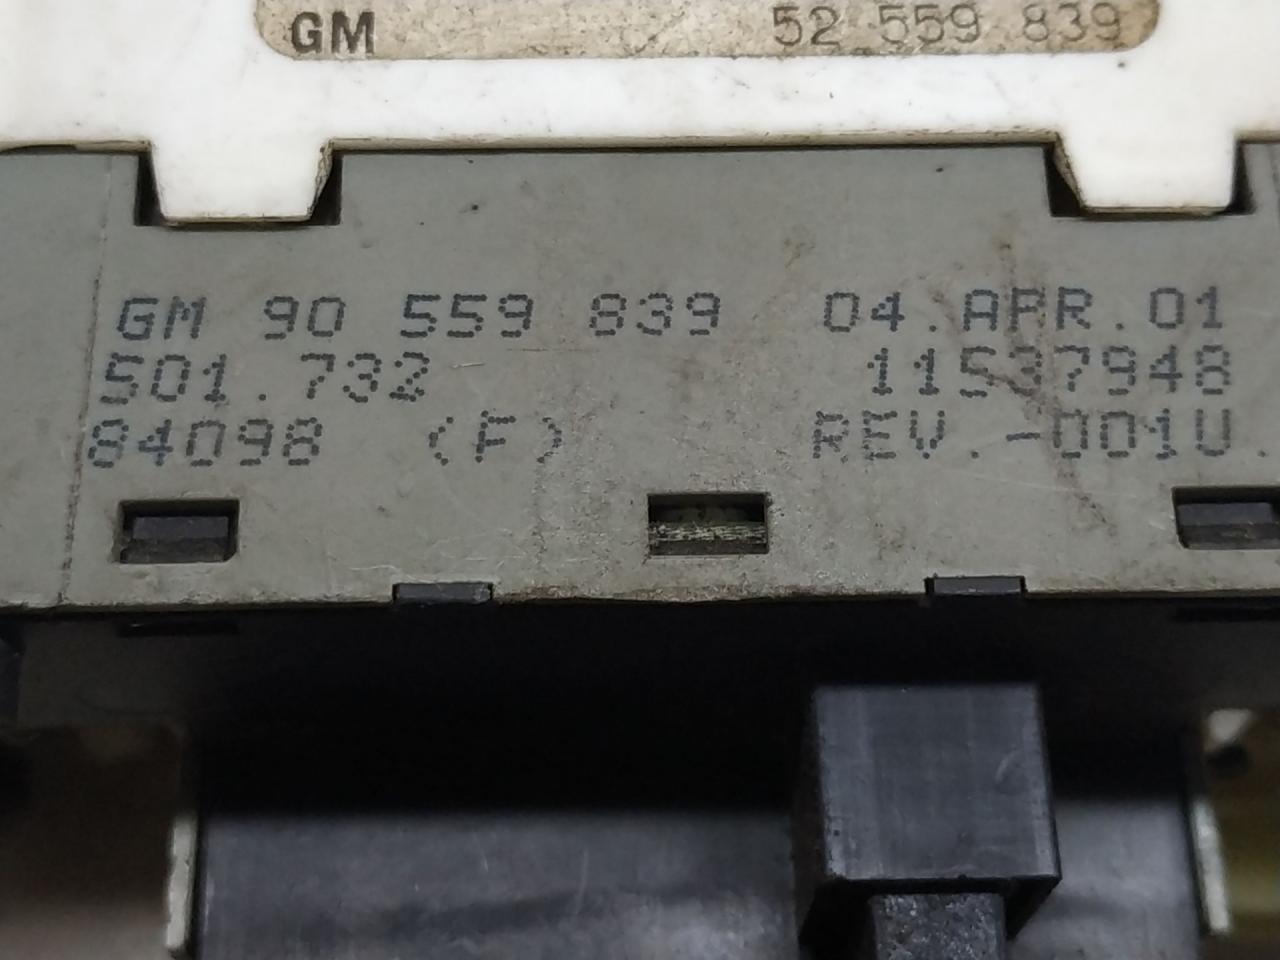 GM 52 559 839
GM 90 559 839 04.APR.01
501.732 11537948
84098 (F) REV.-001U.